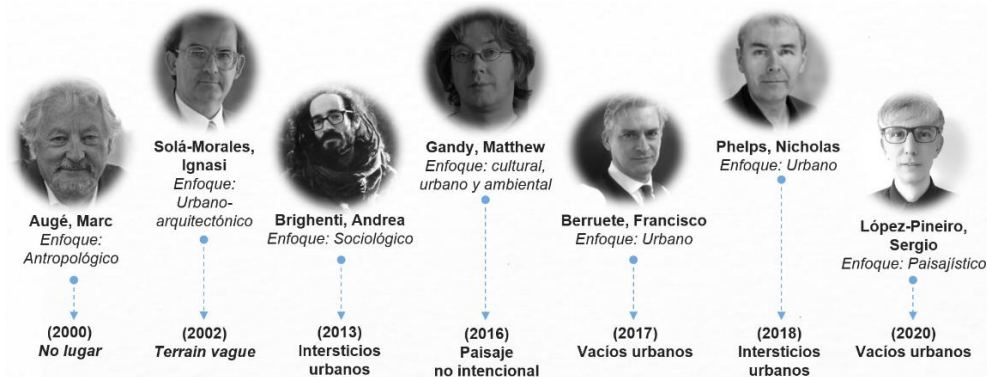 Augé, Marc
Enfoque:
Antropológico
(2000)
No lugar
Solá-Morales,
Ignasi
Enfoque:
Urbano-
arquitectónico
(2002)
Terrain vague
Brighenti, Andrea
Enfoque: Sociológico
(2013)
Intersticios
urbanos
Gandy, Matthew
Enfoque: cultural,
urbano y ambiental
(2016)
Paisaje
no intencional
Berruete, Francisco
Enfoque: Urbano
(2017)
Vacíos urbanos
Phelps, Nicholas
Enfoque: Urbano
(2018)
Intersticios
urbanos
López-Pineiro,
Sergio
Enfoque: Paisajístico
(2020)
Vacíos urbanos